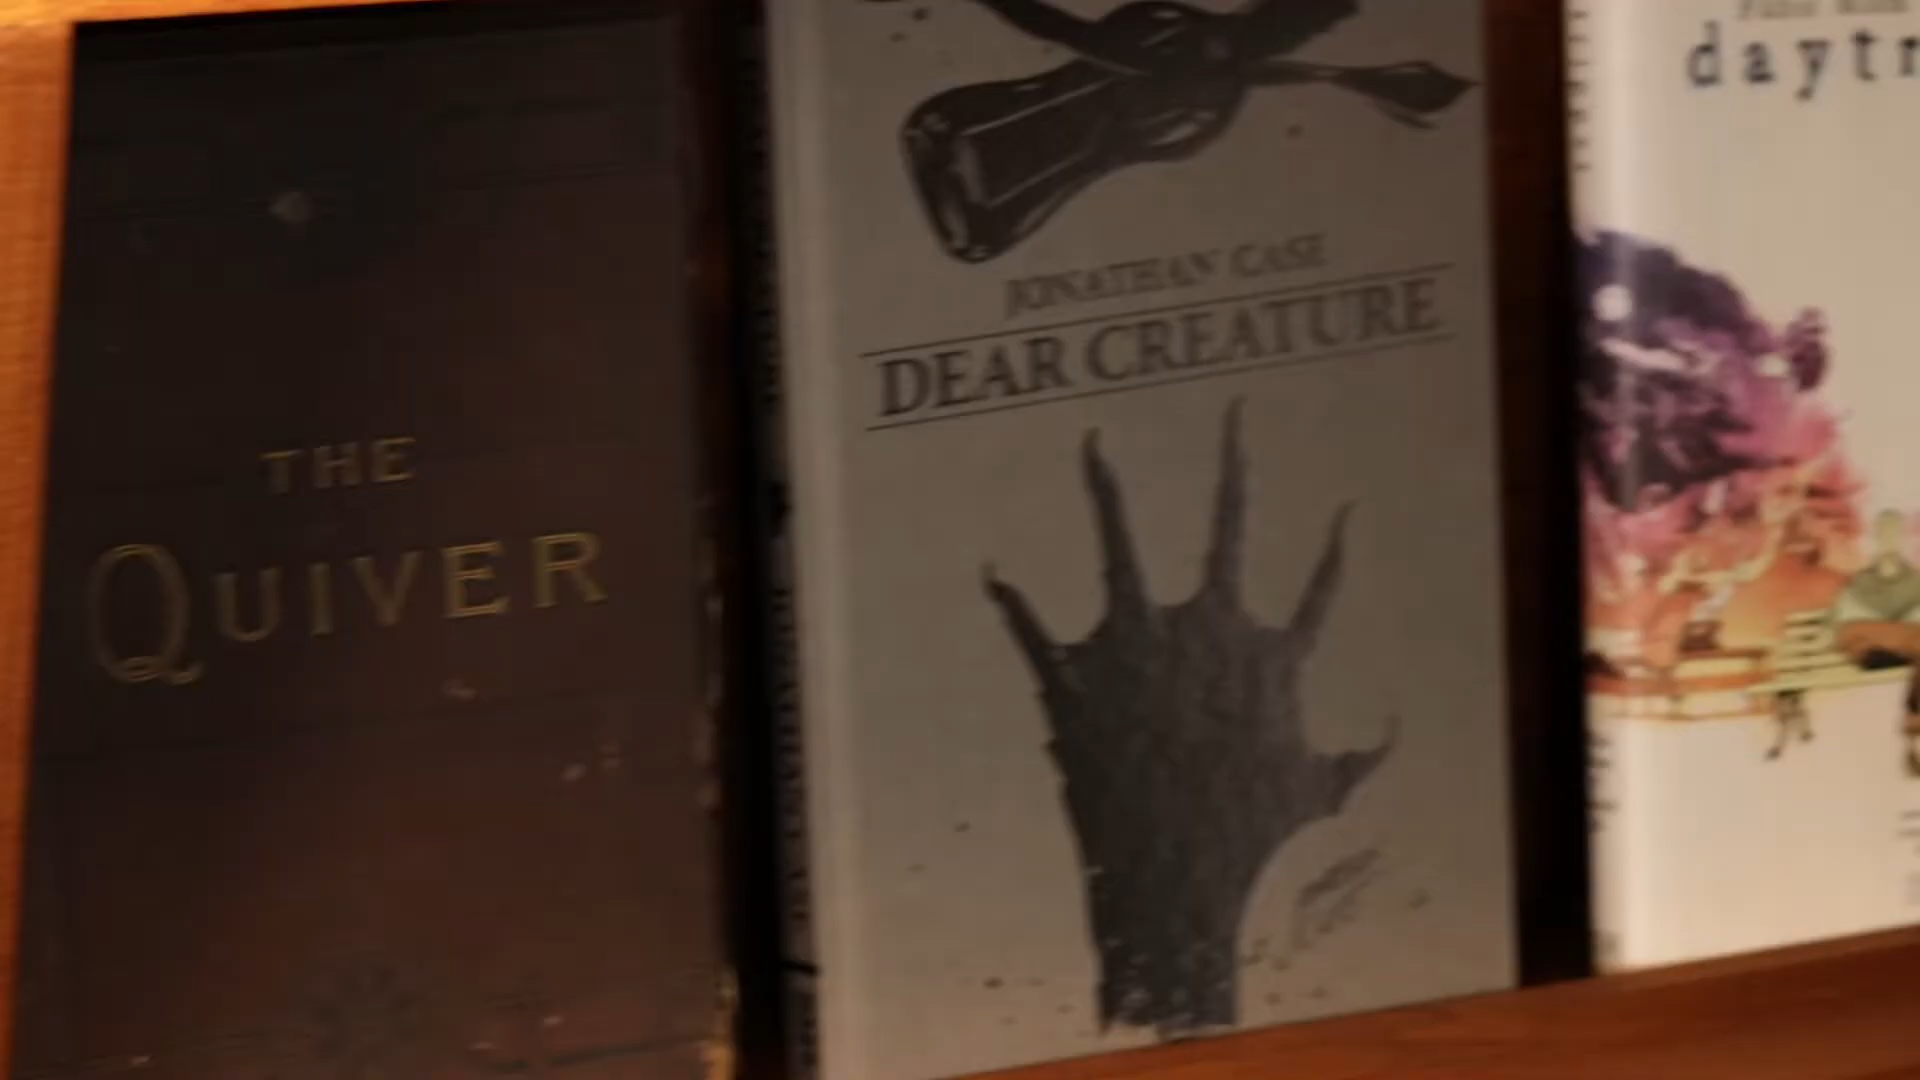 THE
QUIVER
JONATHAN CASE
DEAR CREATURE
daytr